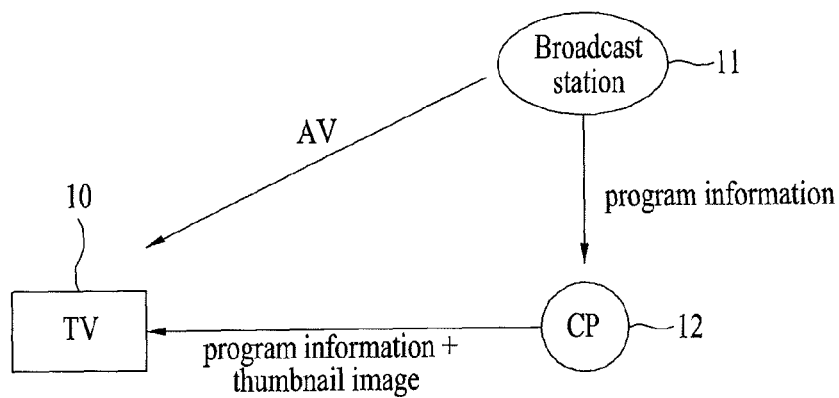 Broadcast
station
11
AV
10
program information
TV
CP
12
program information +
thumbnail image